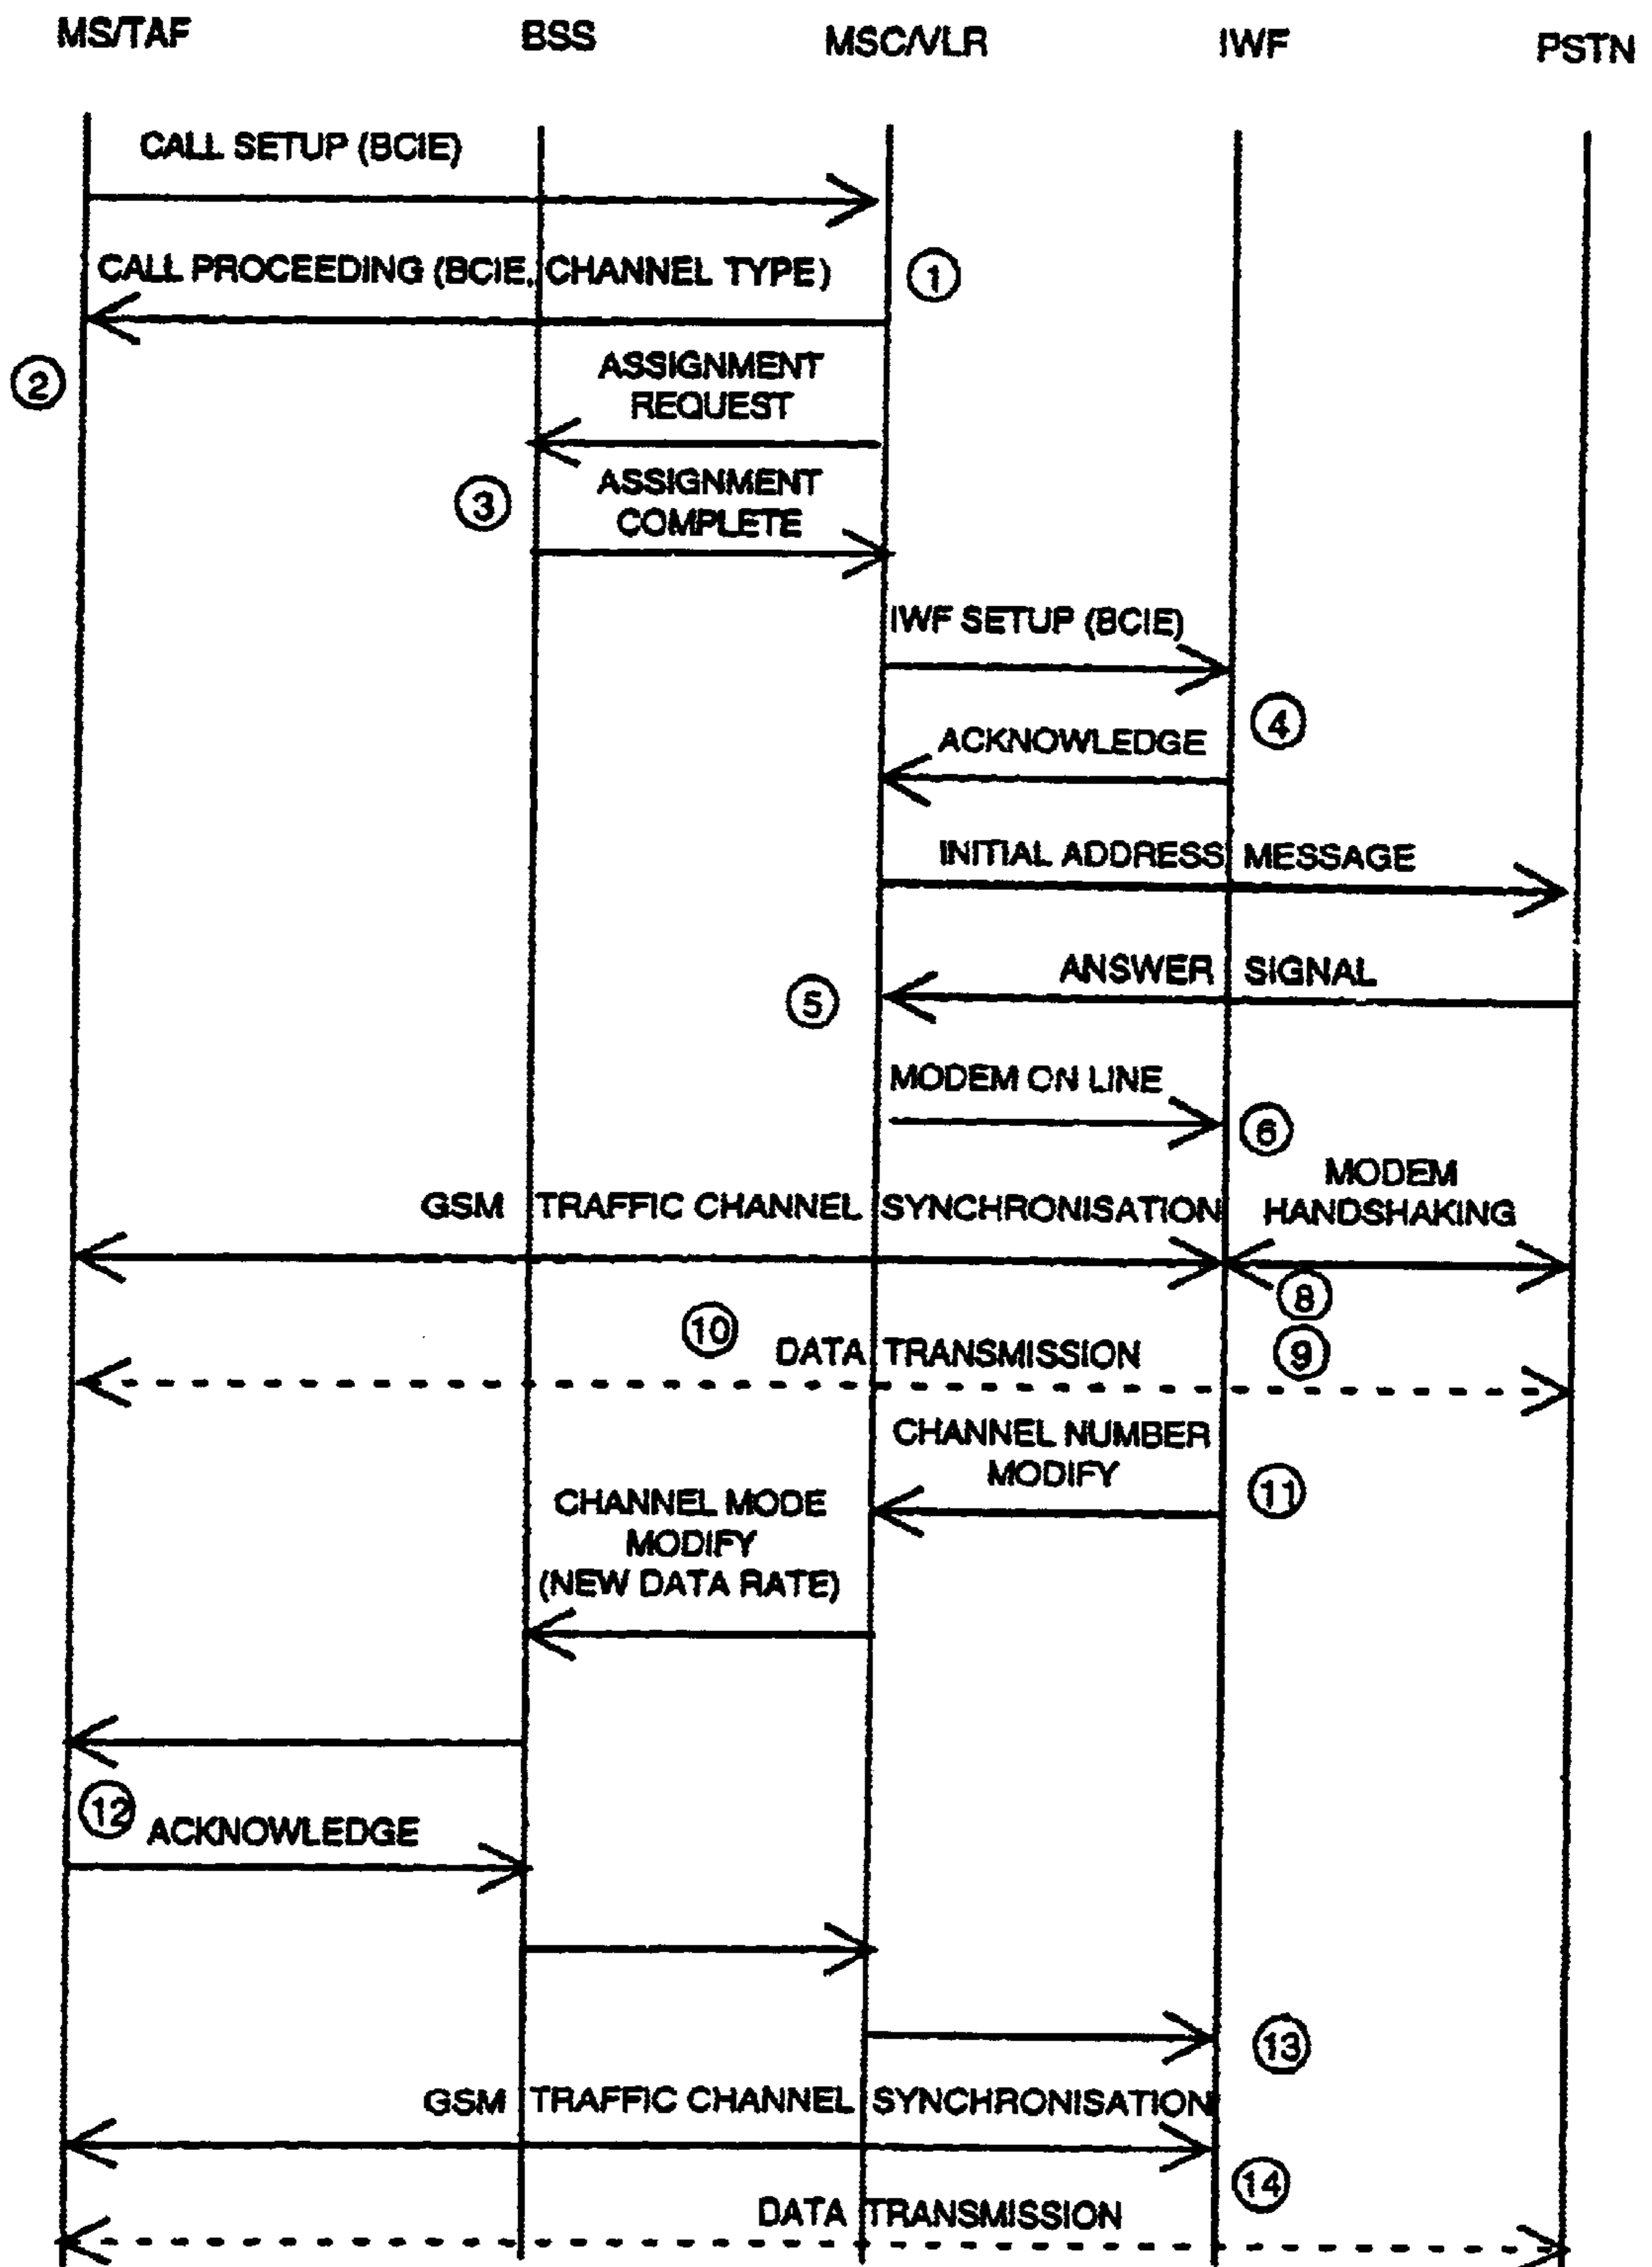 MS/TAF BSS MSC/VLR IWF PSTN
CALL SETUP (BCIE)
CALL PROCEEDING (BCIE, CHANNEL TYPE)
1
2
ASSIGNMENT
REQUEST
3
ASSIGNMENT
COMPLETE
IWF SETUP (BCIE)
4
ACKNOWLEDGE
INITIAL ADDRESS MESSAGE
ANSWER SIGNAL
5
MODEM ON LINE
6
MODEM
HANDSHAKING
GSM TRAFFIC CHANNEL SYNCHRONISATION
8
10
DATA TRANSMISSION
9
CHANNEL NUMBER
MODIFY
11
CHANNEL MODE
MODIFY
(NEW DATA RATE)
12
ACKNOWLEDGE
13
GSM TRAFFIC CHANNEL SYNCHRONISATION
14
DATA TRANSMISSION